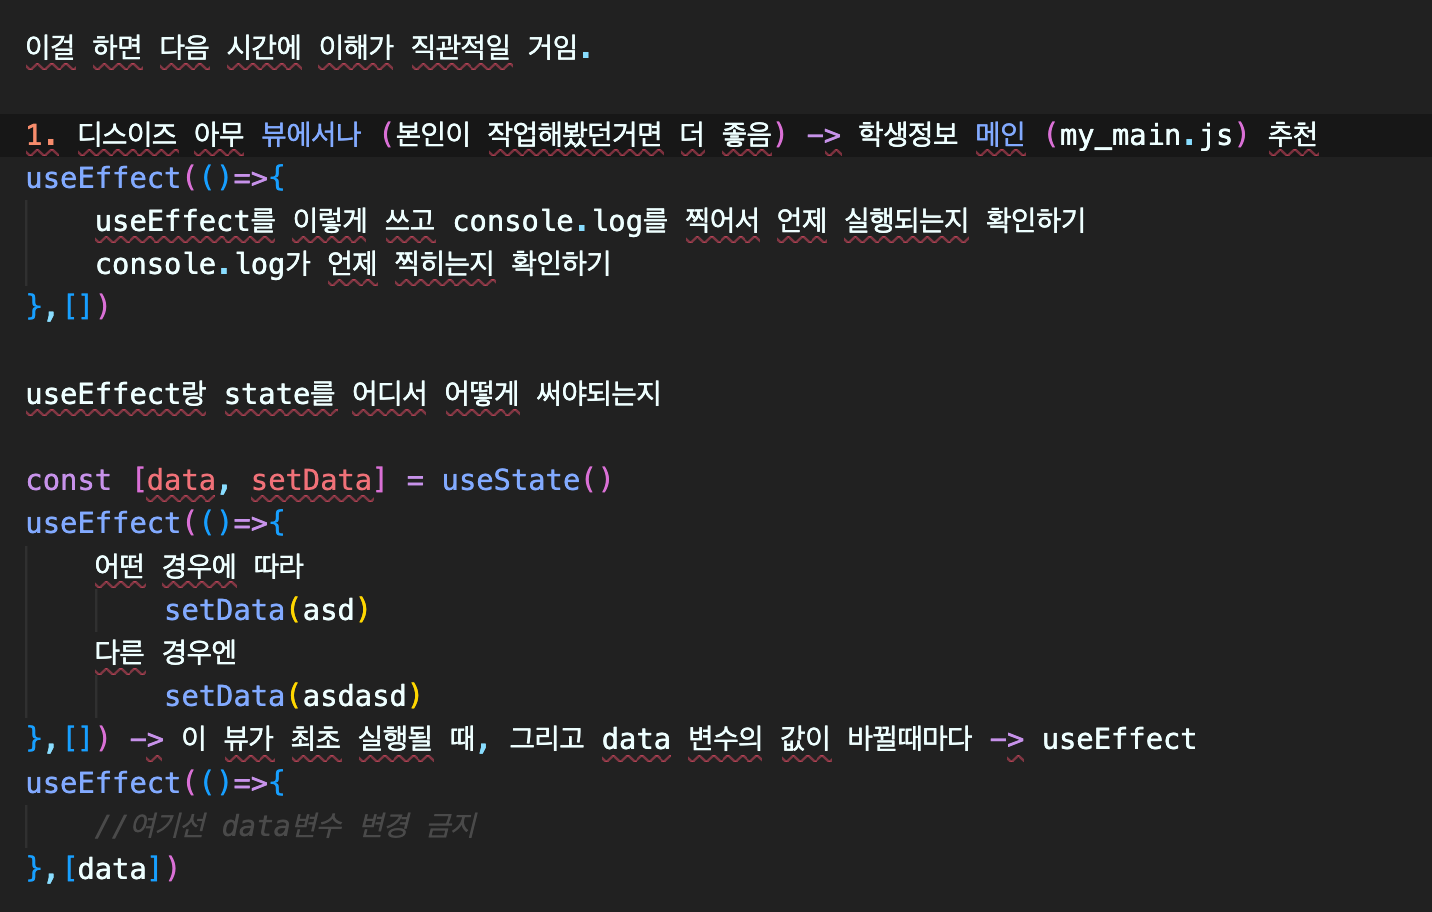 이걸 하면 다음 시간에 이해가 직관적일 거임.
1. 디스이즈 아무 뷰에서나 (본인이 작업해봤던거면 더 좋음) -> 학생정보 메인 (my_main.js) 추천
useEffect(()=>{
useEffect를 이렇게 쓰고 console.log를 찍어서 언제 실행되는지 확인하기
console.log가 언제 찍히는지 확인하기
},[])
useEffect랑 state를 어디서 어떻게 써야되는지
const [data, setData] = useState()
useEffect(()=>{
어떤 경우에 따라
setData(asd)
다른 경우엔
setData(asdasd)
},[]) -> 이 뷰가 최초 실행될 때, 그리고 data 변수의 값이 바뀔때마다 -> useEffect
useEffect(()=>{
//여기선 data변수 변경 금지
},[data])